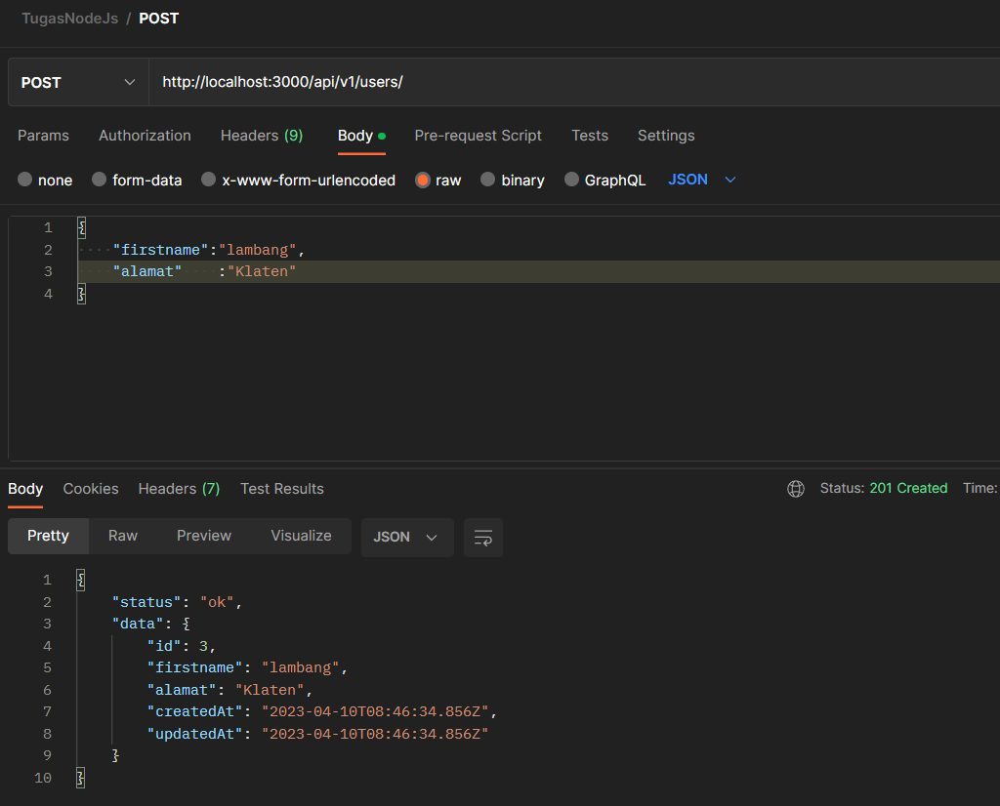 TugasNodeJs / POST
POST http://localhost:3000/api/v1/users/
Params Authorization Headers (9) Body Pre-request Script Tests Settings
none form-data x-www-form-urlencoded raw binary GraphQL JSON
1 {
2 ····"firstname":"lambang",
3 ····"alamat"····:"Klaten"
4 }
Body Cookies Headers (7) Test Results Status: 201 Created Time:
Pretty Raw Preview Visualize JSON
1 {
2 "status": "ok",
3 "data": {
4 "id": 3,
5 "firstname": "lambang",
6 "alamat": "Klaten",
7 "createdAt": "2023-04-10T08:46:34.856Z",
8 "updatedAt": "2023-04-10T08:46:34.856Z"
9 }
10 }